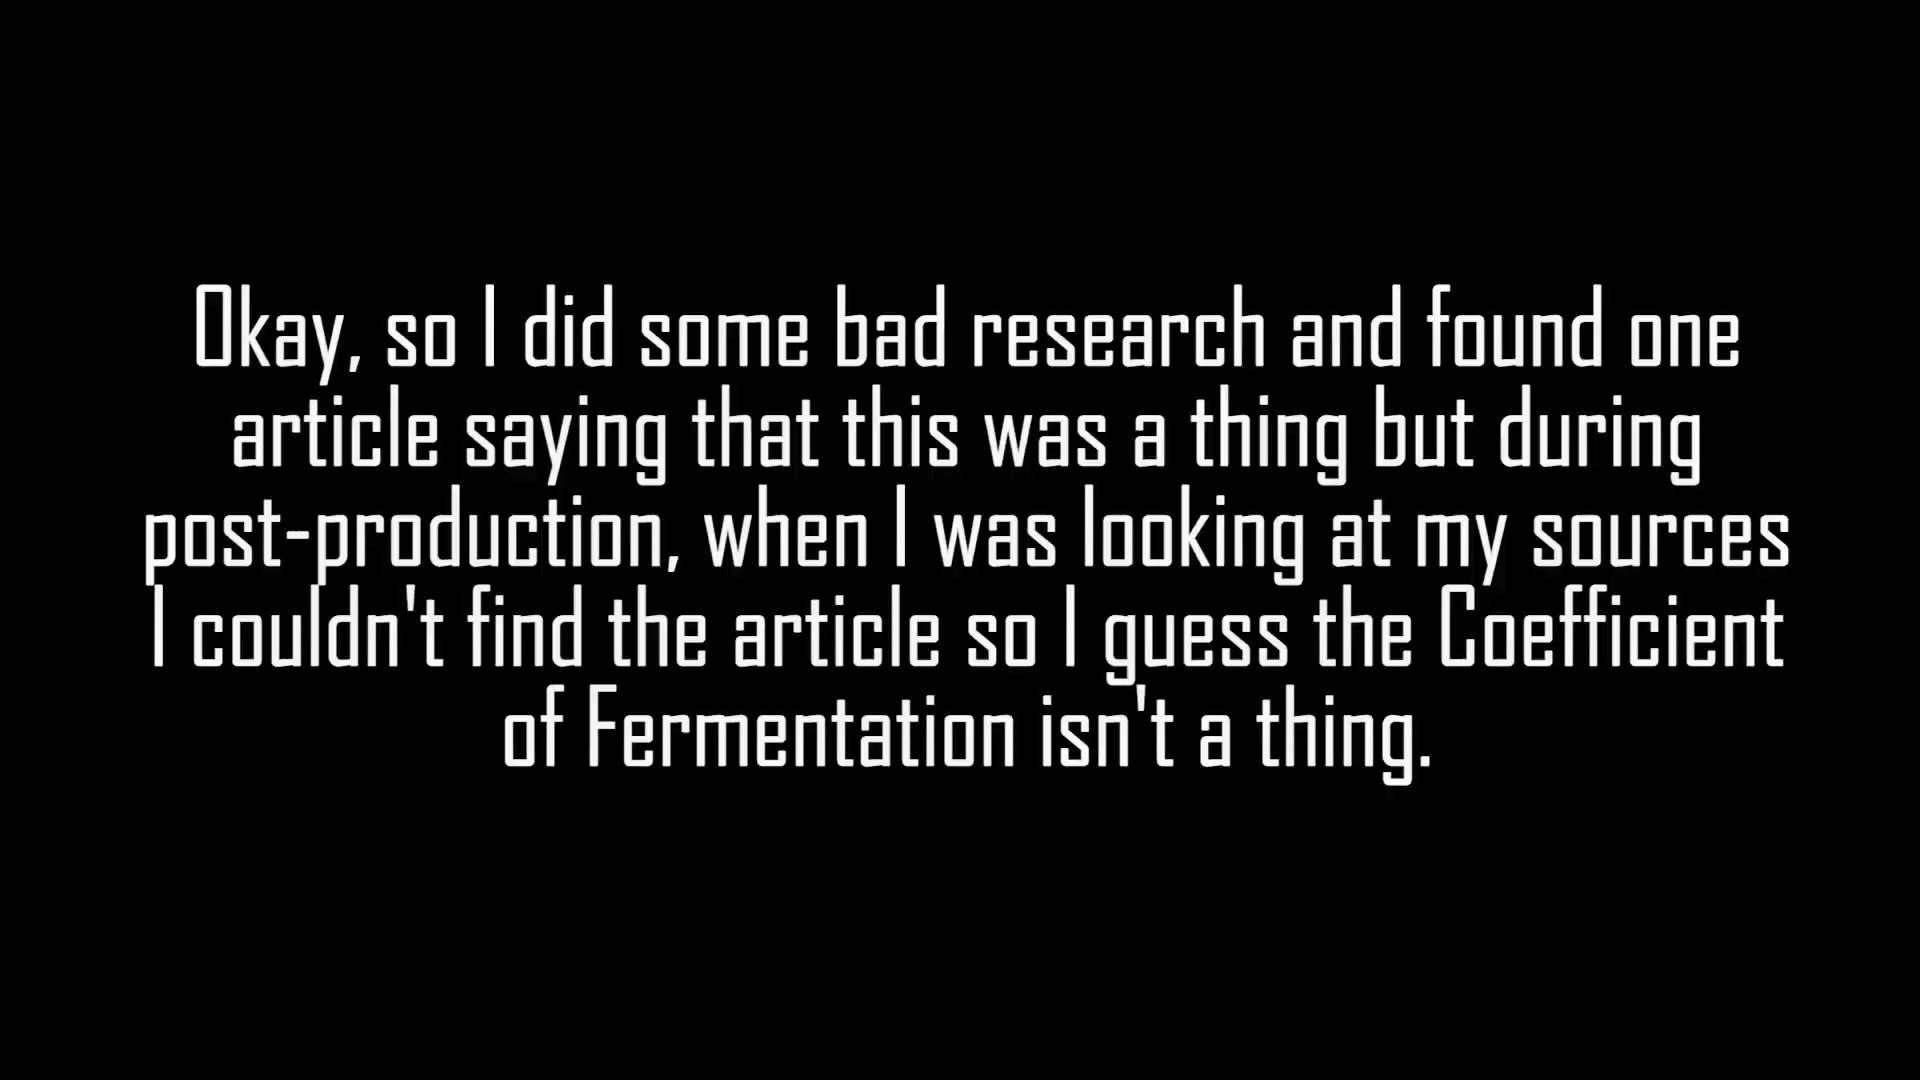 Okay, so I did some bad research and found one
article saying that this was a thing but during
post-production, when I was looking at my sources
I couldn't find the article so I guess the Coefficient
of Fermentation isn't a thing.